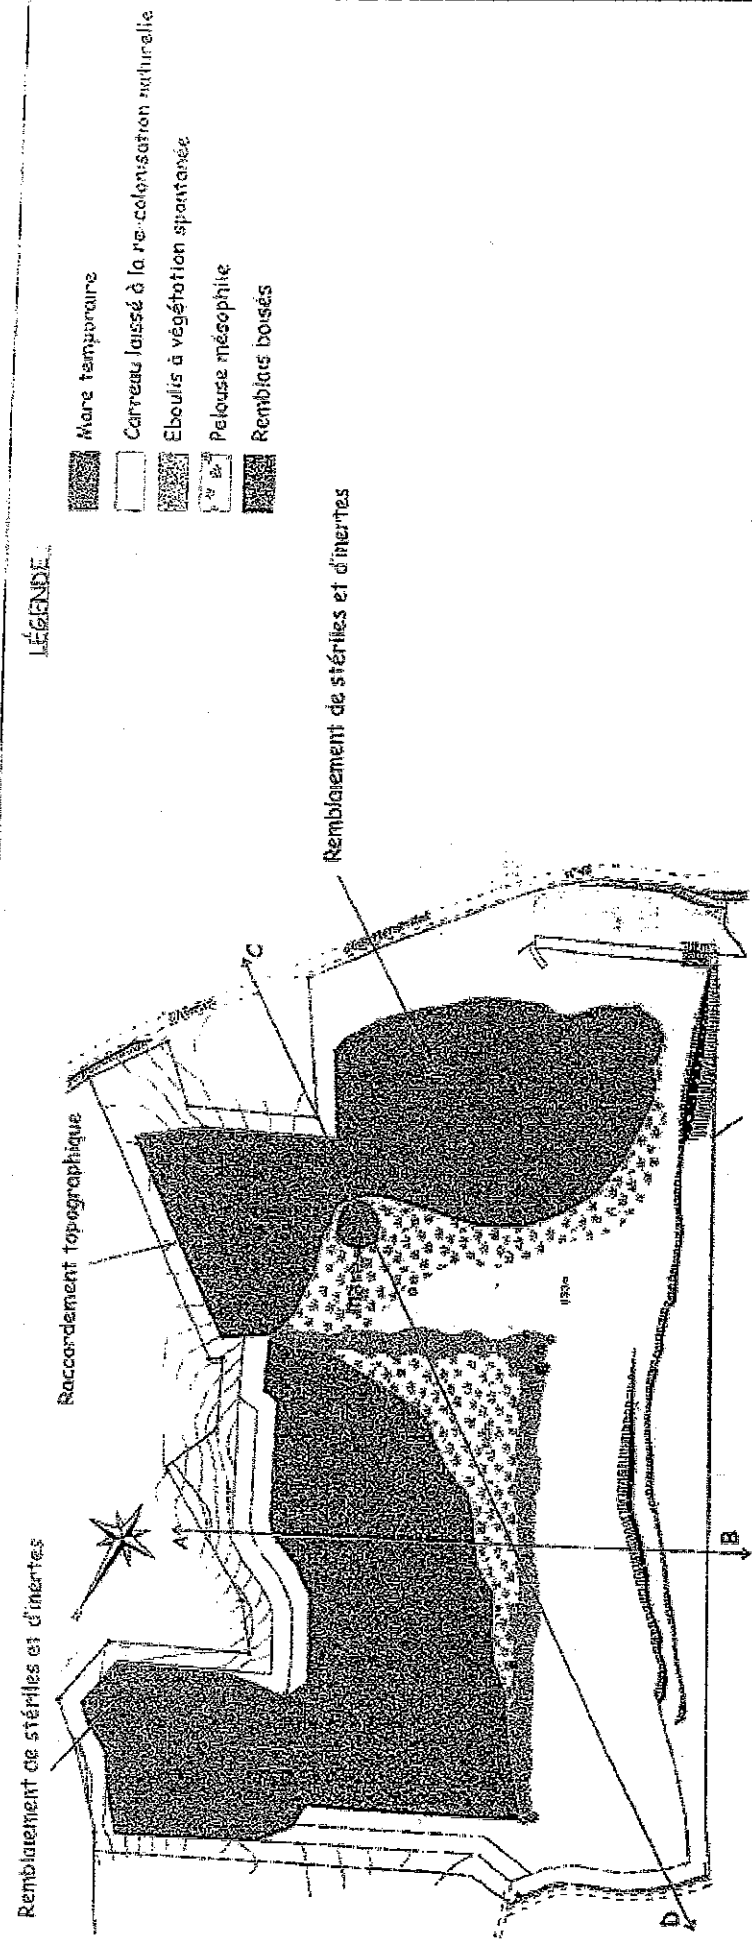 LÉGENDE
Mare temporaire
Carreau laissé à la re-colonisation naturelle
Eboulis à végétation spontanée
Pelouse mésophile
Remblais boisés
Remblaiement de stériles et d'inertes
Raccordement topographique
Remblaiement de stériles et d'inertes
A
B
C
D